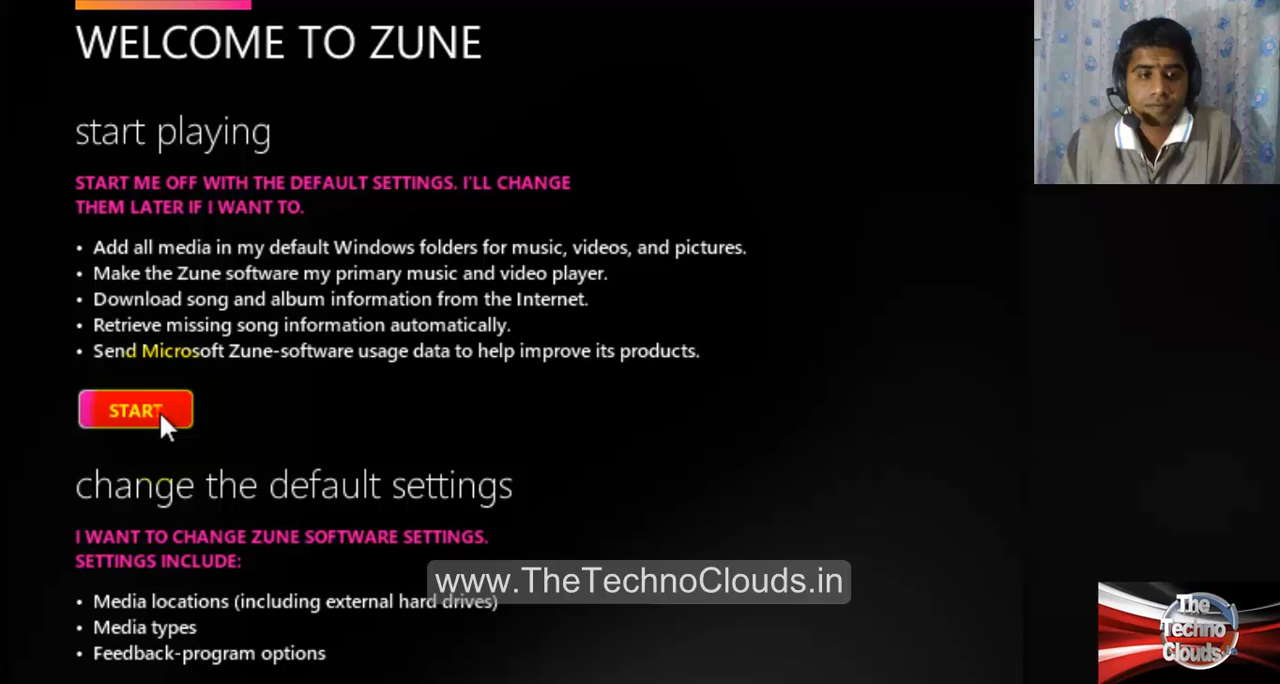 WELCOME TO ZUNE
start playing
START ME OFF WITH THE DEFAULT SETTINGS. I'LL CHANGE
THEM LATER IF I WANT TO.
• Add all media in my default Windows folders for music, videos, and pictures.
• Make the Zune software my primary music and video player.
• Download song and album information from the Internet.
• Retrieve missing song information automatically.
• Send Microsoft Zune-software usage data to help improve its products.
START
change the default settings
I WANT TO CHANGE ZUNE SOFTWARE SETTINGS.
SETTINGS INCLUDE:
www.TheTechnoClouds.in
• Media locations (including external hard drives)
• Media types
• Feedback-program options
The
Techno
Clouds.in